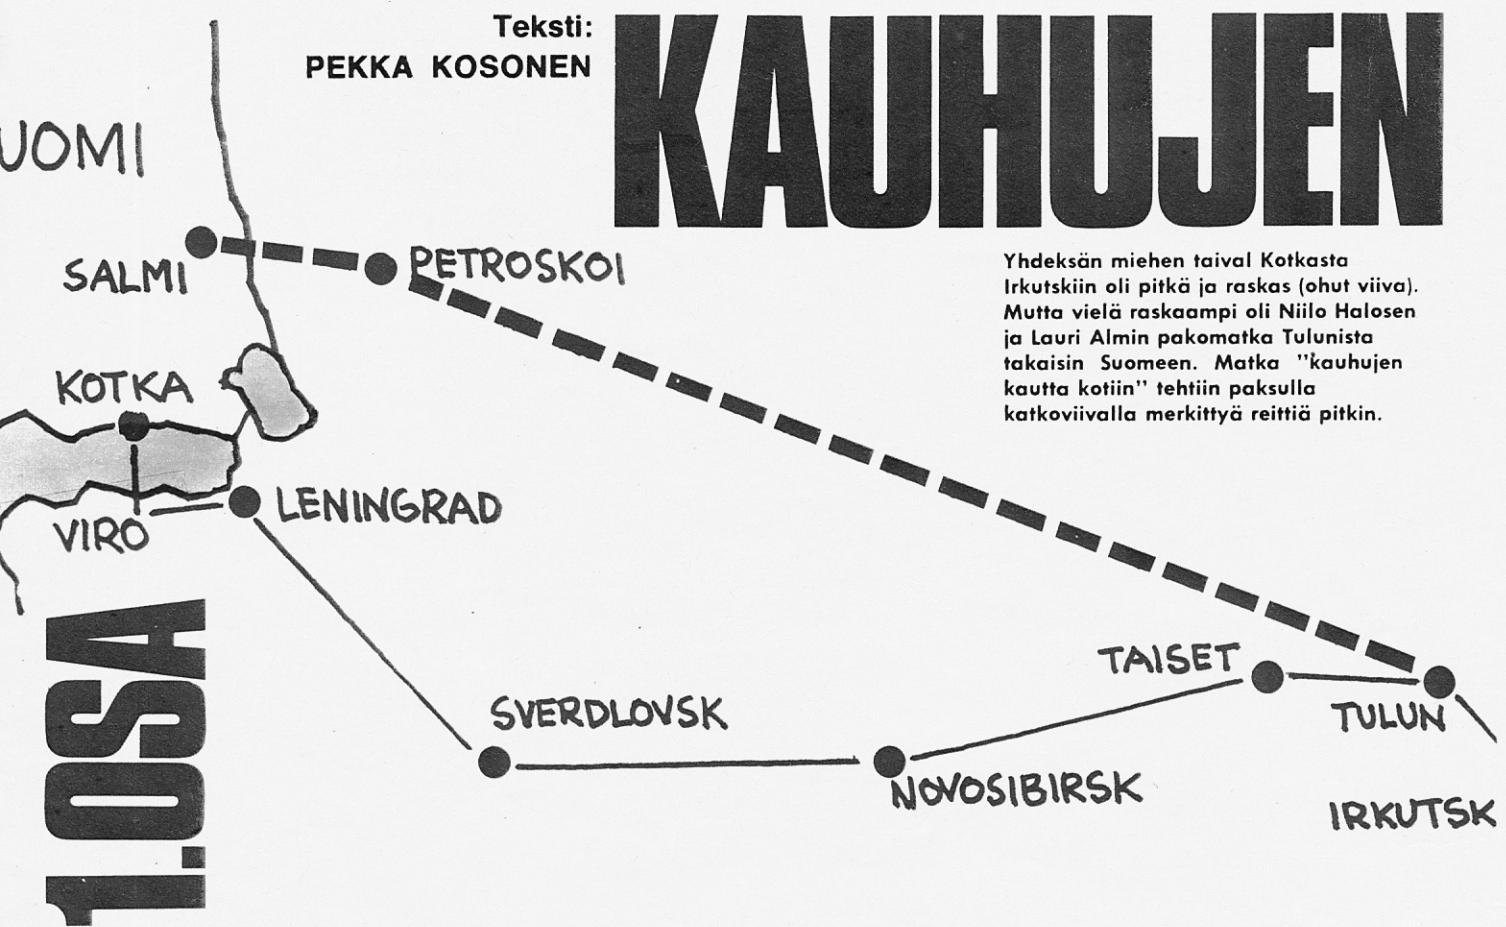 Teksti:
PEKKA KOSONEN
KAUHUJEN
Yhdeksän miehen taival Kotkasta
Irkutskiin oli pitkä ja raskas (ohut viiva).
Mutta vielä raskaampi oli Niilo Halosen
ja Lauri Almin pakomatka Tulunista
takaisin Suomeen. Matka "kauhujen
kautta kotiin" tehtiin paksulla
katkoviivalla merkittyä reittiä pitkin.
UOMI
SALMI
PETROSKOI
KOTKA
LENINGRAD
VIRO
SVERDLOVSK
NOVOSIBIRSK
TAISET
TULUN
IRKUTSK
1.OSA